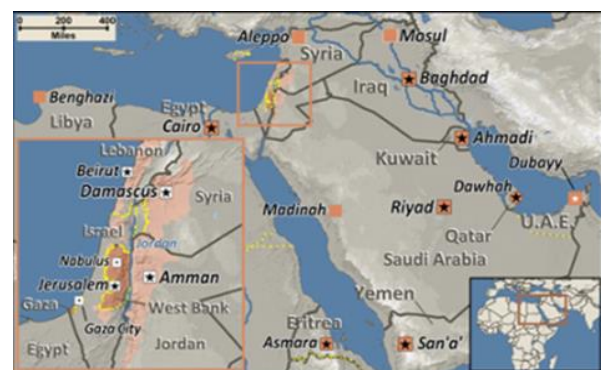 0 200 400
Miles
Aleppo
Mosul
Syria
Iraq
Baghdad
Benghazi
Libya
Egypt
Cairo
Kuwait
Ahmadi
Dubayy
Dawhah
Madinah
Riyad
Qatar
U.A.E.
Saudi Arabia
Yemen
Eritrea
Asmara
San'a'
Lebanon
Beirut
Damascus
Syria
Israel
Jordan
Nabulus
Jerusalem
Amman
Gaza
West Bank
Gaza City
Egypt
Jordan